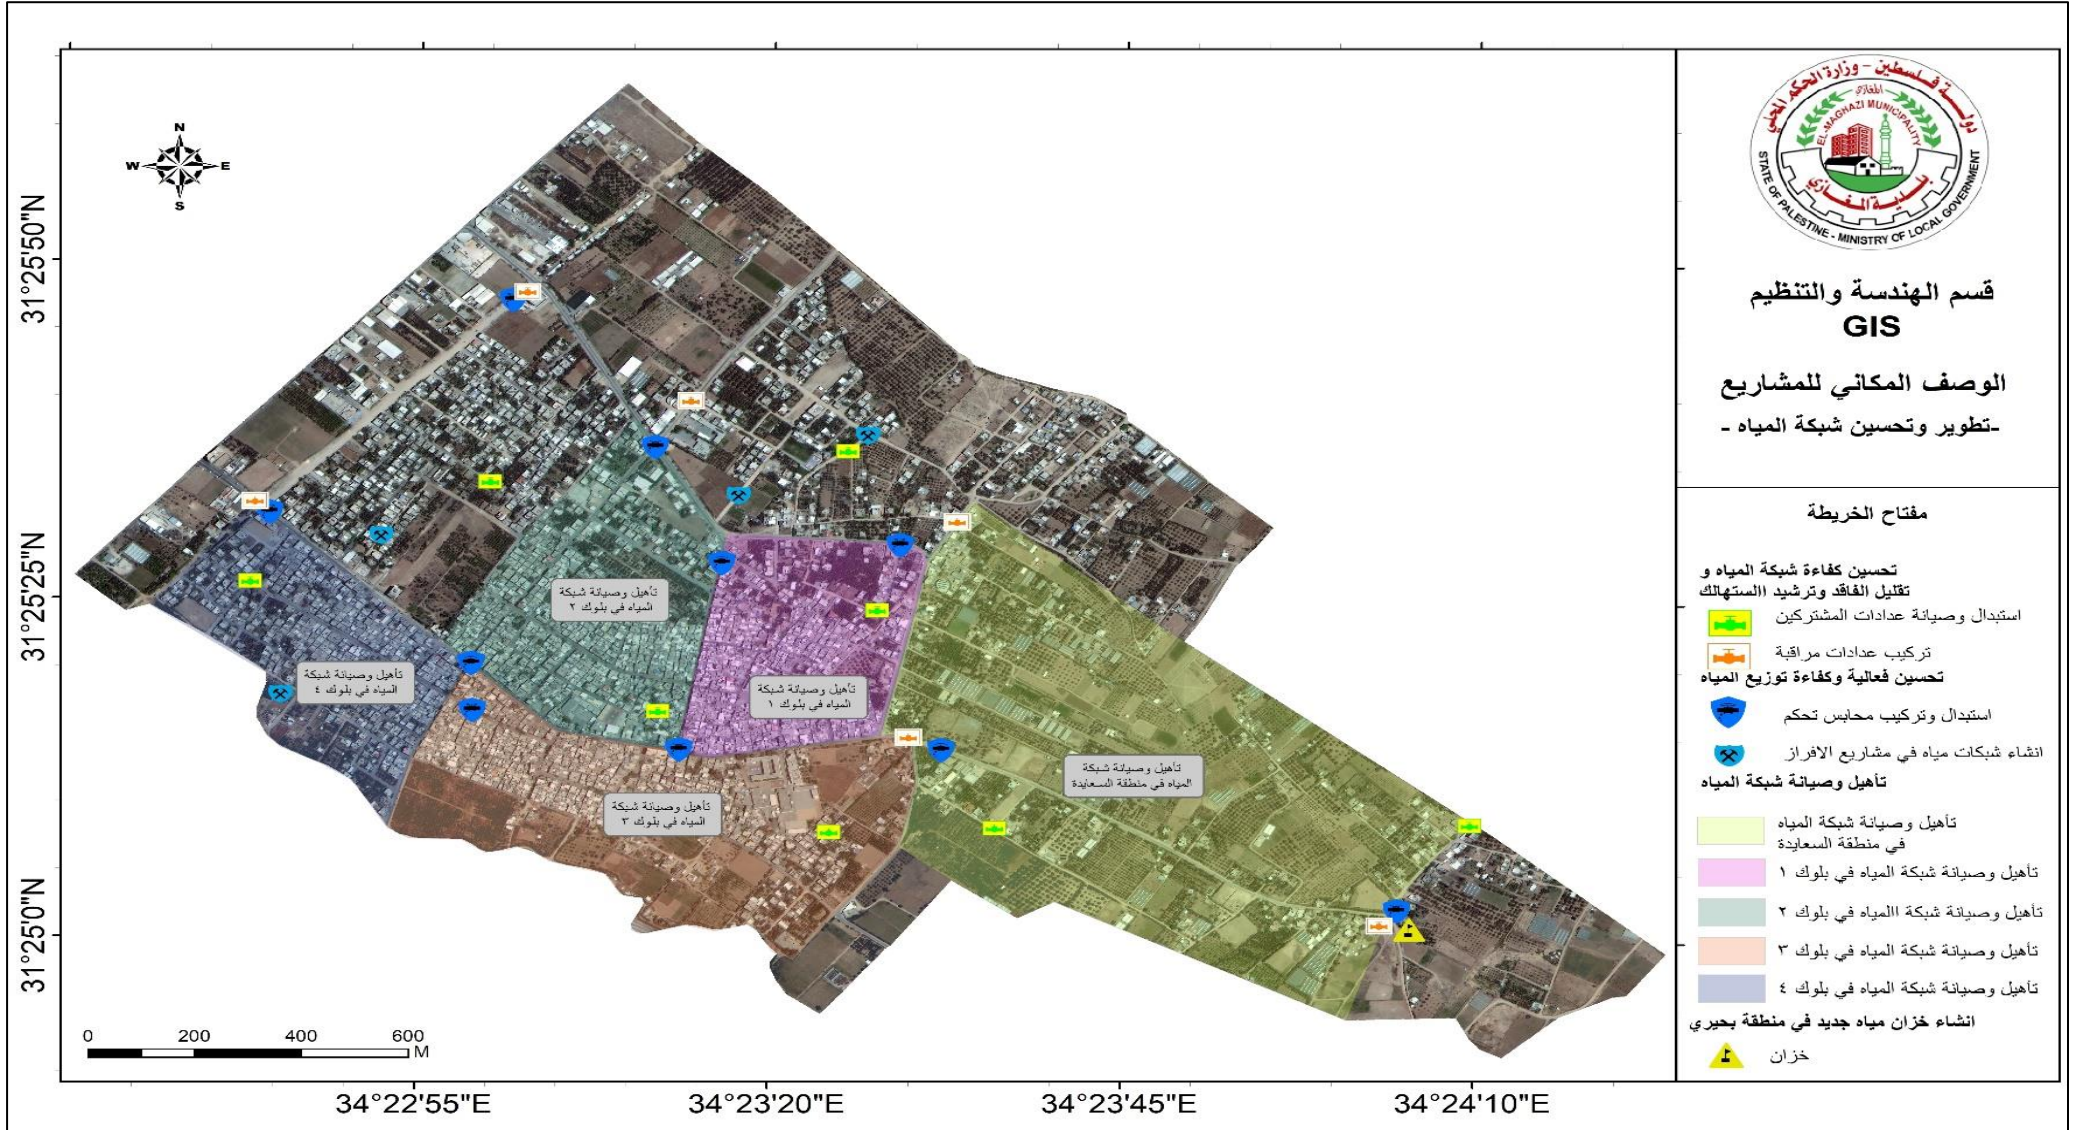 دولة فلسطين - وزارة الحكم المحلي
المغازي
EL-MAGHAZI MUNICIPALITY
بلدية المغازي
STATE OF PALESTINE - MINISTRY OF LOCAL GOVERNMENT
قسم الهندسة والتنظيم
GIS
الوصف المكاني للمشاريع
-تطوير وتحسين شبكة المياه -
مفتاح الخريطة
تحسين كفاءة شبكة المياه و
تقليل الفاقد وترشيد االستهالك
استبدال وصيانة عدادات المشتركين
تركيب عدادات مراقبة
تحسين فعالية وكفاءة توزيع المياه
استبدال وتركيب محابس تحكم
انشاء شبكات مياه في مشاريع الافراز
تأهيل وصيانة شبكة المياه
تأهيل وصيانة شبكة المياه
في منطقة السعايدة
تأهيل وصيانة شبكة المياه في بلوك ١
تأهيل وصيانة شبكة االمياه في بلوك ٢
تأهيل وصيانة شبكة المياه في بلوك ٣
تأهيل وصيانة شبكة المياه في بلوك ٤
انشاء خزان مياه جديد في منطقة بحيري
خزان
N
W
E
S
31°25'50"N
31°25'25"N
31°25'0"N
تأهيل وصيانة شبكة
المياه في بلوك ٢
تأهيل وصيانة شبكة
المياه في بلوك ٤
تأهيل وصيانة شبكة
المياه في بلوك ١
تأهيل وصيانة شبكة
المياه في منطقة السعايدة
تأهيل وصيانة شبكة
المياه في بلوك ٣
0 200 400 600
M
34°22'55"E 34°23'20"E 34°23'45"E 34°24'10"E